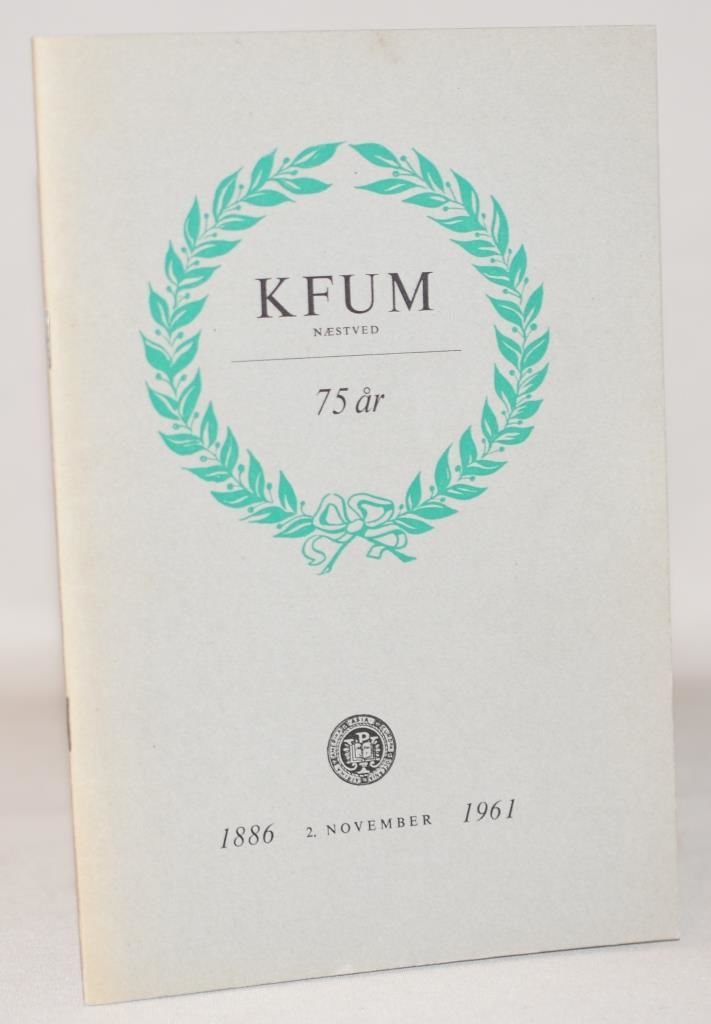 KFUM
NÆSTVED
75 år
1886 2. NOVEMBER 1961